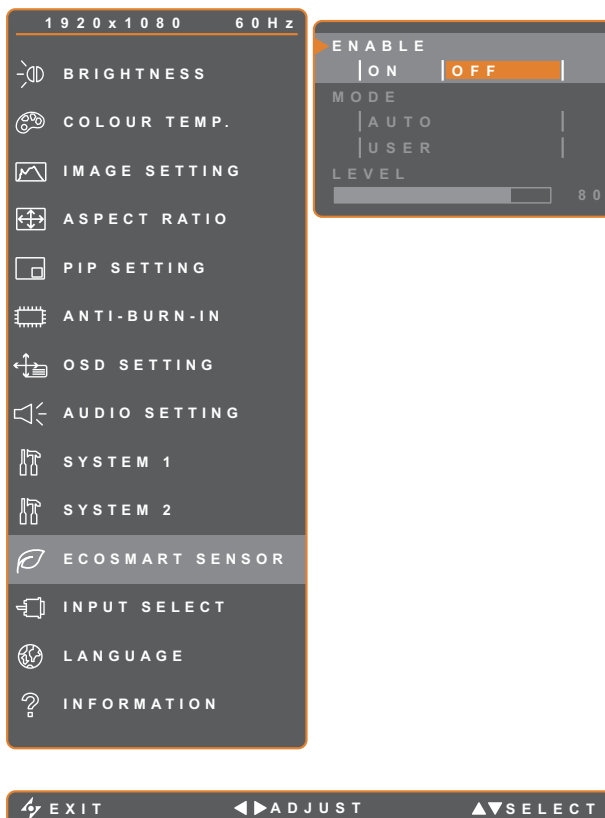 1920x1080 60Hz
BRIGHTNESS
COLOUR TEMP.
IMAGE SETTING
ASPECT RATIO
PIP SETTING
ANTI-BURN-IN
OSD SETTING
AUDIO SETTING
SYSTEM 1
SYSTEM 2
ECOSMART SENSOR
INPUT SELECT
LANGUAGE
INFORMATION
ENABLE
ON OFF
MODE
AUTO
USER
LEVEL
80
EXIT ADJUST SELECT